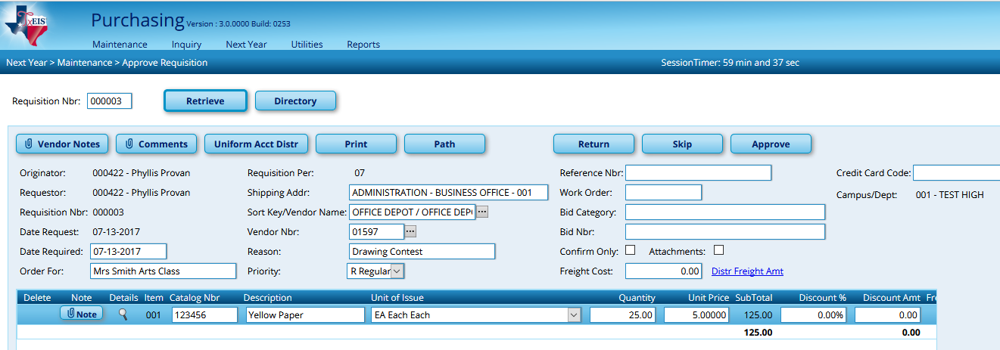 TxEIS
Purchasing Version : 3.0.0000 Build: 0253
Maintenance Inquiry Next Year Utilities Reports
Next Year > Maintenance > Approve Requisition SessionTimer: 59 min and 37 sec
Requisition Nbr: 000003 Retrieve Directory
Vendor Notes Comments Uniform Acct Distr Print Path Return Skip Approve
Originator: 000422 - Phyllis Provan Requisition Per: 07 Reference Nbr: Credit Card Code:
Requestor: 000422 - Phyllis Provan Shipping Addr: ADMINISTRATION - BUSINESS OFFICE - 001 Work Order: Campus/Dept: 001 - TEST HIGH
Requisition Nbr: 000003 Sort Key/Vendor Name: OFFICE DEPOT / OFFICE DEP ... Bid Category:
Date Request: 07-13-2017 Vendor Nbr: 01597 ... Bid Nbr:
Date Required: 07-13-2017 Reason: Drawing Contest Confirm Only: Attachments:
Order For: Mrs Smith Arts Class Priority: R Regular Freight Cost: 0.00 Distr Freight Amt
Delete Note Details Item Catalog Nbr Description Unit of Issue Quantity Unit Price SubTotal Discount % Discount Amt Fr
Note 001 123456 Yellow Paper EA Each Each 25.00 5.00000 125.00 0.00% 0.00
125.00 0.00